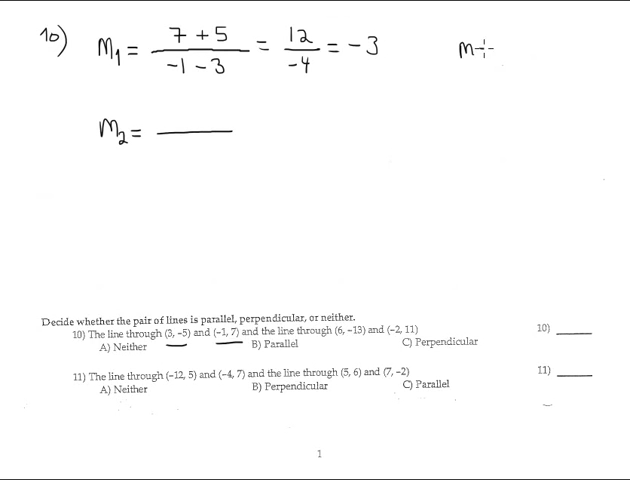 10) m₁ = 7 + 5 / -1 - 3 = 12 / -4 = -3 m÷
m₂ =
Decide whether the pair of lines is parallel, perpendicular, or neither.
10) The line through (3, -5) and (-1, 7) and the line through (6, -13) and (-2, 11) 10) ____
A) Neither B) Parallel C) Perpendicular
11) The line through (-12, 5) and (-4, 7) and the line through (5, 6) and (7, -2) 11) ____
A) Neither B) Perpendicular C) Parallel
1